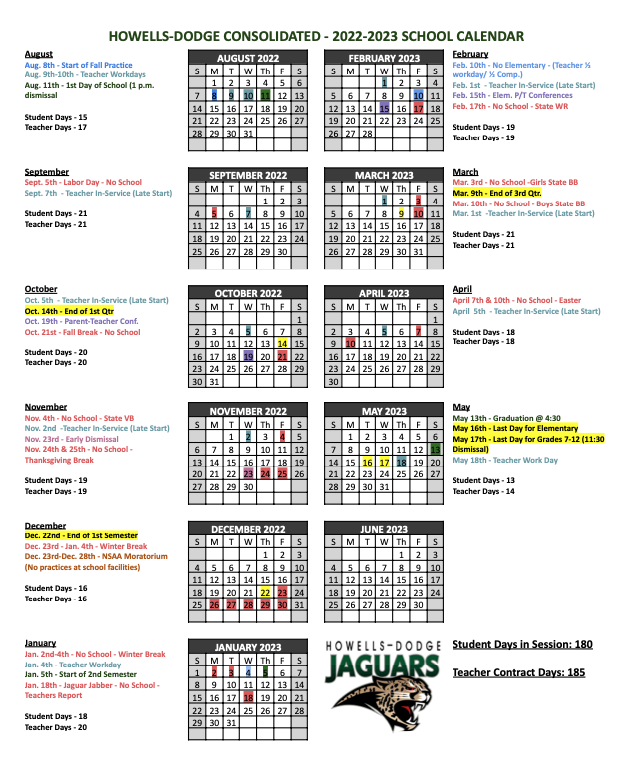 HOWELLS-DODGE CONSOLIDATED - 2022-2023 SCHOOL CALENDAR
August
Aug. 8th - Start of Fall Practice
Aug. 9th-10th - Teacher Workdays
Aug. 11th - 1st Day of School (1 p.m.
dismissal
Student Days - 15
Teacher Days - 17
AUGUST 2022
S M T W Th F S
1 2 3 4 5 6
7 8 9 10 11 12 13
14 15 16 17 18 19 20
21 22 23 24 25 26 27
28 29 30 31
FEBRUARY 2023
S M T W Th F S
1 2 3 4
5 6 7 8 9 10 11
12 13 14 15 16 17 18
19 20 21 22 23 24 25
26 27 28
February
Feb. 10th - No Elementary - (Teacher ½
workday/ ½ Comp.)
Feb. 1st - Teacher In-Service (Late Start)
Feb. 15th - Elem. P/T Conferences
Feb. 17th - No School - State WR
Student Days - 19
Teacher Days - 19
September
Sept. 5th - Labor Day - No School
Sept. 7th - Teacher In-Service (Late Start)
Student Days - 21
Teacher Days - 21
SEPTEMBER 2022
S M T W Th F S
1 2 3
4 5 6 7 8 9 10
11 12 13 14 15 16 17
18 19 20 21 22 23 24
25 26 27 28 29 30
MARCH 2023
S M T W Th F S
1 2 3 4
5 6 7 8 9 10 11
12 13 14 15 16 17 18
19 20 21 22 23 24 25
26 27 28 29 30 31
March
Mar. 3rd - No School -Girls State BB
Mar. 9th - End of 3rd Qtr.
Mar. 10th - No School - Boys State BB
Mar. 1st -Teacher In-Service (Late Start)
Student Days - 21
Teacher Days - 21
October
Oct. 5th - Teacher In-Service (Late Start)
Oct. 14th - End of 1st Qtr
Oct. 19th - Parent-Teacher Conf.
Oct. 21st - Fall Break - No School
Student Days - 20
Teacher Days - 20
OCTOBER 2022
S M T W Th F S
1
2 3 4 5 6 7 8
9 10 11 12 13 14 15
16 17 18 19 20 21 22
23 24 25 26 27 28 29
30 31
APRIL 2023
S M T W Th F S
1
2 3 4 5 6 7 8
9 10 11 12 13 14 15
16 17 18 19 20 21 22
23 24 25 26 27 28 29
30
April
April 7th & 10th - No School - Easter
April 5th - Teacher In-Service (Late Start)
Student Days - 18
Teacher Days - 18
November
Nov. 4th - No School - State VB
Nov. 2nd -Teacher In-Service (Late Start)
Nov. 23rd - Early Dismissal
Nov. 24th & 25th - No School -
Thanksgiving Break
Student Days - 19
Teacher Days - 19
NOVEMBER 2022
S M T W Th F S
1 2 3 4 5
6 7 8 9 10 11 12
13 14 15 16 17 18 19
20 21 22 23 24 25 26
27 28 29 30
MAY 2023
S M T W Th F S
1 2 3 4 5 6
7 8 9 10 11 12 13
14 15 16 17 18 19 20
21 22 23 24 25 26 27
28 29 30 31
May
May 13th - Graduation @ 4:30
May 16th - Last Day for Elementary
May 17th - Last Day for Grades 7-12 (11:30
Dismissal)
May 18th - Teacher Work Day
Student Days - 13
Teacher Days - 14
December
Dec. 22nd - End of 1st Semester
Dec. 23rd - Jan. 4th - Winter Break
Dec. 23rd-Dec. 28th - NSAA Moratorium
(No practices at school facilities)
Student Days - 16
Teacher Days - 16
DECEMBER 2022
S M T W Th F S
1 2 3
4 5 6 7 8 9 10
11 12 13 14 15 16 17
18 19 20 21 22 23 24
25 26 27 28 29 30 31
JUNE 2023
S M T W Th F S
1 2 3
4 5 6 7 8 9 10
11 12 13 14 15 16 17
18 19 20 21 22 23 24
25 26 27 28 29 30
January
Jan. 2nd-4th - No School - Winter Break
Jan. 4th - Teacher Workday
Jan. 5th - Start of 2nd Semester
Jan. 18th - Jaguar Jabber - No School -
Teachers Report
Student Days - 18
Teacher Days - 20
JANUARY 2023
S M T W Th F S
1 2 3 4 5 6 7
8 9 10 11 12 13 14
15 16 17 18 19 20 21
22 23 24 25 26 27 28
29 30 31
HOWELLS-DODGE
JAGUARS
Student Days in Session: 180
Teacher Contract Days: 185